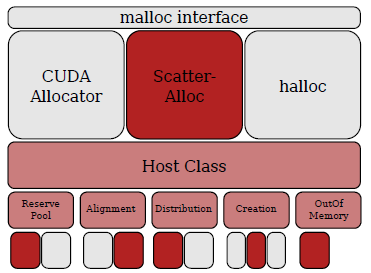 malloc interface
CUDA
Allocator
Scatter-
Alloc
halloc
Host Class
Reserve
Pool
Alignment
Distribution
Creation
OutOf
Memory